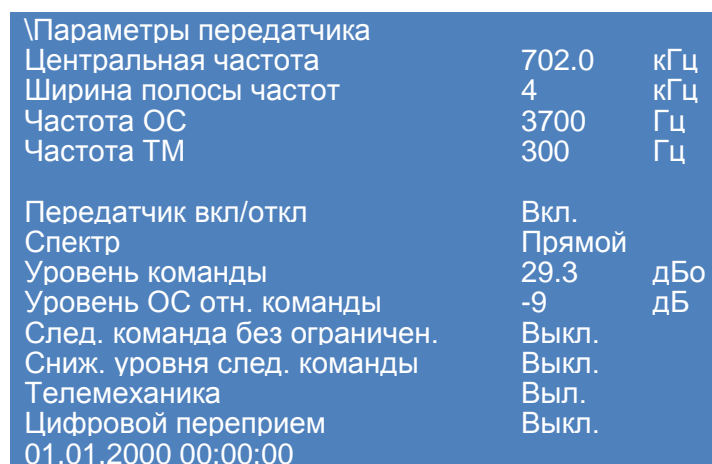 \Параметры передатчика
Центральная частота 702.0 кГц
Ширина полосы частот 4 кГц
Частота ОС 3700 Гц
Частота ТМ 300 Гц
Передатчик вкл/откл Вкл.
Спектр Прямой
Уровень команды 29.3 дБо
Уровень ОС отн. команды -9 дБ
След. команда без ограничен. Выкл.
Сниж. уровня след. команды Выкл.
Телемеханика Выл.
Цифровой переприем Выкл.
01.01.2000 00:00:00